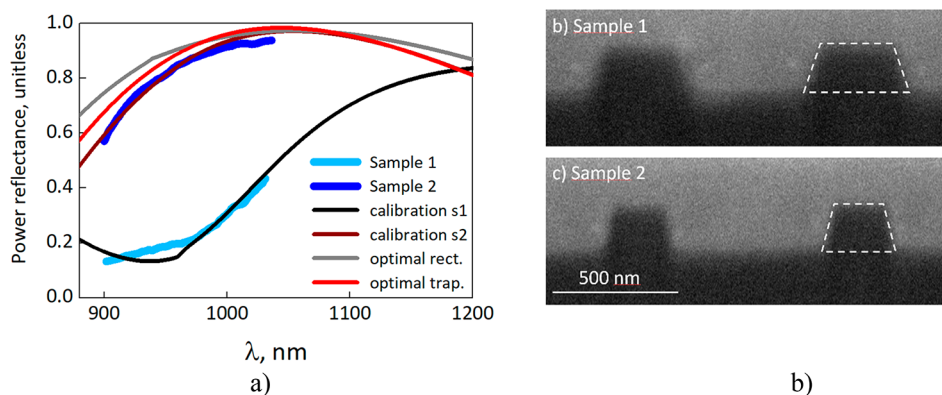 Power reflectance, unitless
1.0
0.8
0.6
0.4
0.2
0.0
900
1000
1100
1200
λ, nm
Sample 1
Sample 2
calibration s1
calibration s2
optimal rect.
optimal trap.
a)
b) Sample 1
c) Sample 2
500 nm
b)